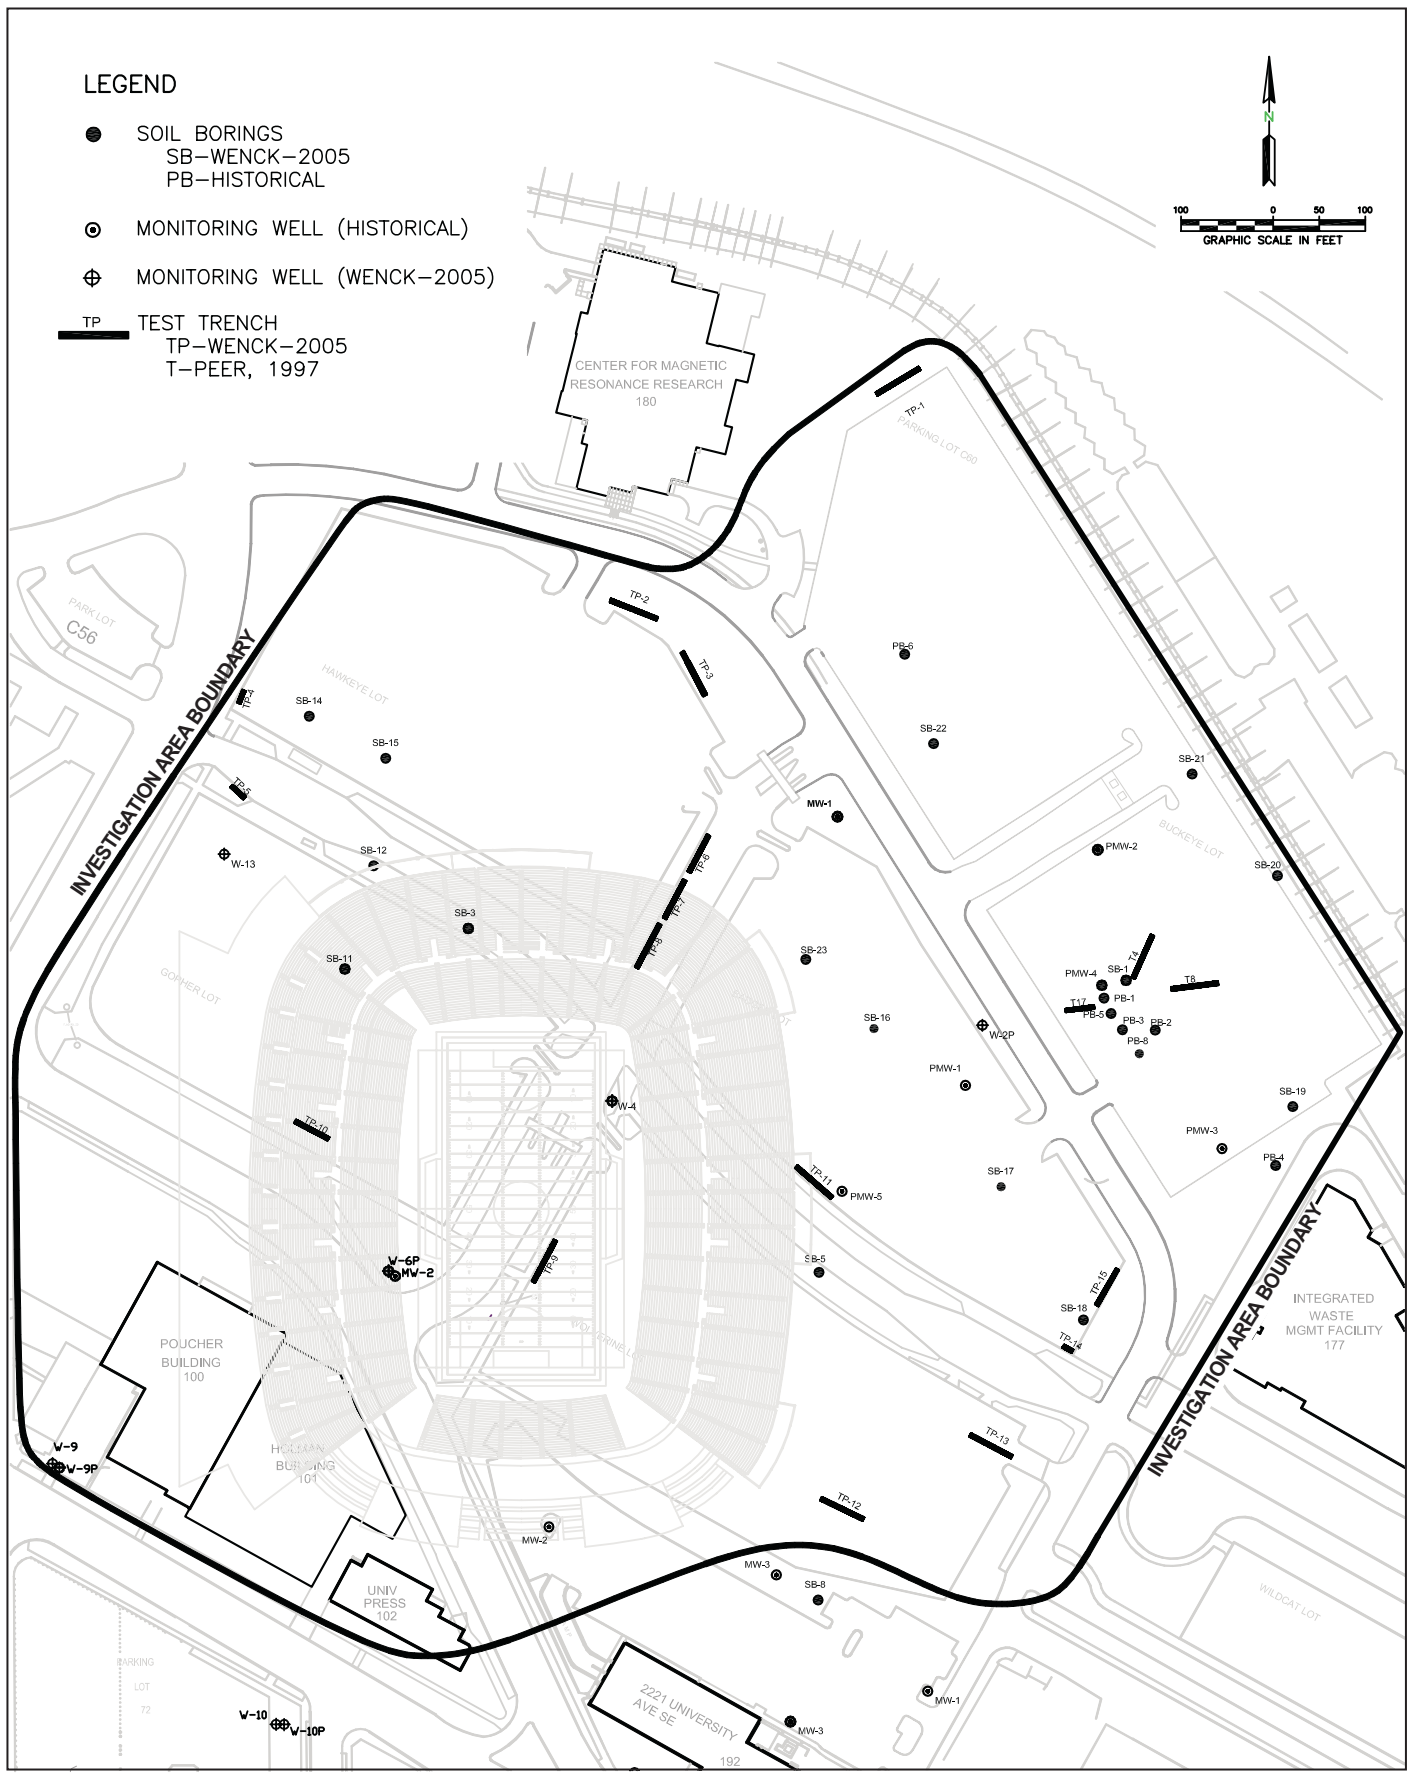 LEGEND
SOIL BORINGS
SB-WENCK-2005
PB-HISTORICAL
MONITORING WELL (HISTORICAL)
MONITORING WELL (WENCK-2005)
TP
TEST TRENCH
TP-WENCK-2005
T-PEER, 1997
N
100 0 50 100
GRAPHIC SCALE IN FEET
CENTER FOR MAGNETIC
RESONANCE RESEARCH
180
TP-1
PARKING LOT C60
PARK LOT
C56
TP-2
TP-3
PB-6
INVESTIGATION AREA BOUNDARY
HAWKEYE LOT
TP-4
SB-14
SB-15
SB-22
SB-21
TP-5
MW-1
BUCKEYE LOT
PMW-2
W-13
SB-12
TP-6
SB-20
TP-7
SB-3
TP-8
SB-11
SB-23
GOPHER LOT
T4
PMW-4
SB-1
T8
T17
PB-1
PB-5
PB-3
PB-2
PB-8
SB-16
W-2P
PMW-1
W-4
SB-19
TP-10
PMW-3
PB-4
TP-11
PMW-5
SB-17
W-6P
MW-2
TP-9
SB-5
TP-15
SB-18
TP-14
INVESTIGATION AREA BOUNDARY
INTEGRATED
WASTE
MGMT FACILITY
177
POUCHER
BUILDING
100
WOLVERINE
HOLMAN
BUILDING
101
W-9
W-9P
TP-13
TP-12
MW-2
MW-3
SB-8
UNIV
PRESS
102
WILDCAT LOT
PARKING
LOT
72
2221 UNIVERSITY
AVE SE
192
MW-1
MW-3
W-10
W-10P